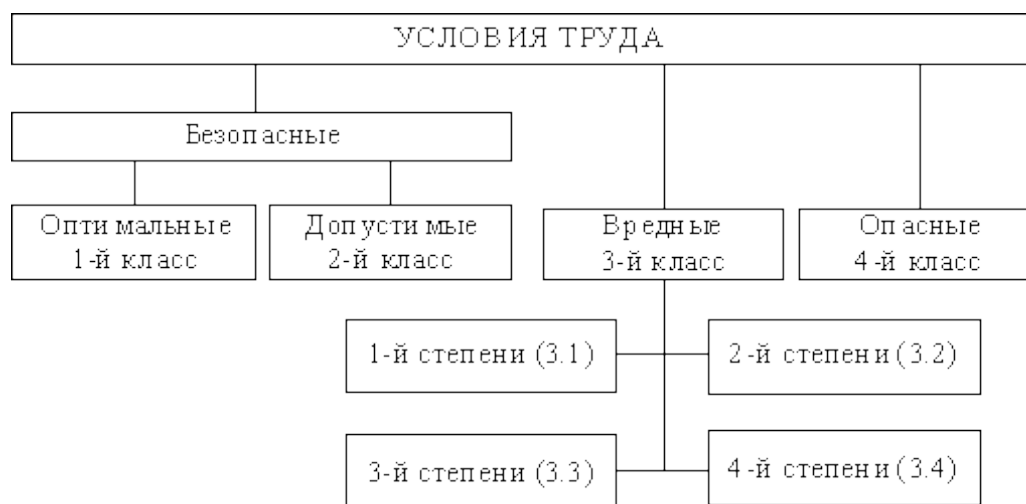 УСЛОВИЯ ТРУДА
Безопасные
Оптимальные
1-й класс
Допустимые
2-й класс
Вредные
3-й класс
Опасные
4-й класс
1-й степени (3.1)
2-й степени (3.2)
3-й степени (3.3)
4-й степени (3.4)